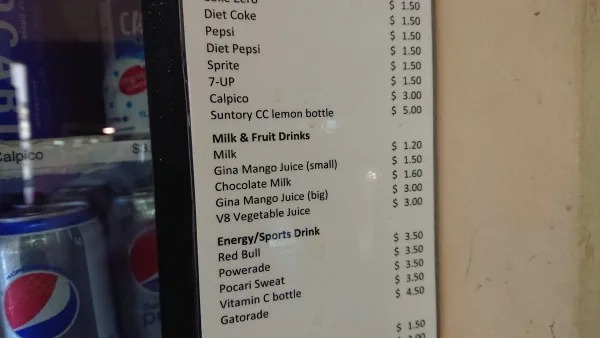 Coke Zero $ 1.50
Diet Coke $ 1.50
Pepsi $ 1.50
Diet Pepsi $ 1.50
Sprite $ 1.50
7-UP $ 1.50
Calpico $ 3.00
Suntory CC lemon bottle $ 5.00
Milk & Fruit Drinks
Milk $ 1.20
Gina Mango Juice (small) $ 1.50
Chocolate Milk $ 1.60
Gina Mango Juice (big) $ 3.00
V8 Vegetable Juice $ 3.00
Energy/Sports Drink
Red Bull $ 3.50
Powerade $ 3.50
Pocari Sweat $ 3.50
Vitamin C bottle $ 3.50
Gatorade $ 4.50
$ 1.50
Calpico